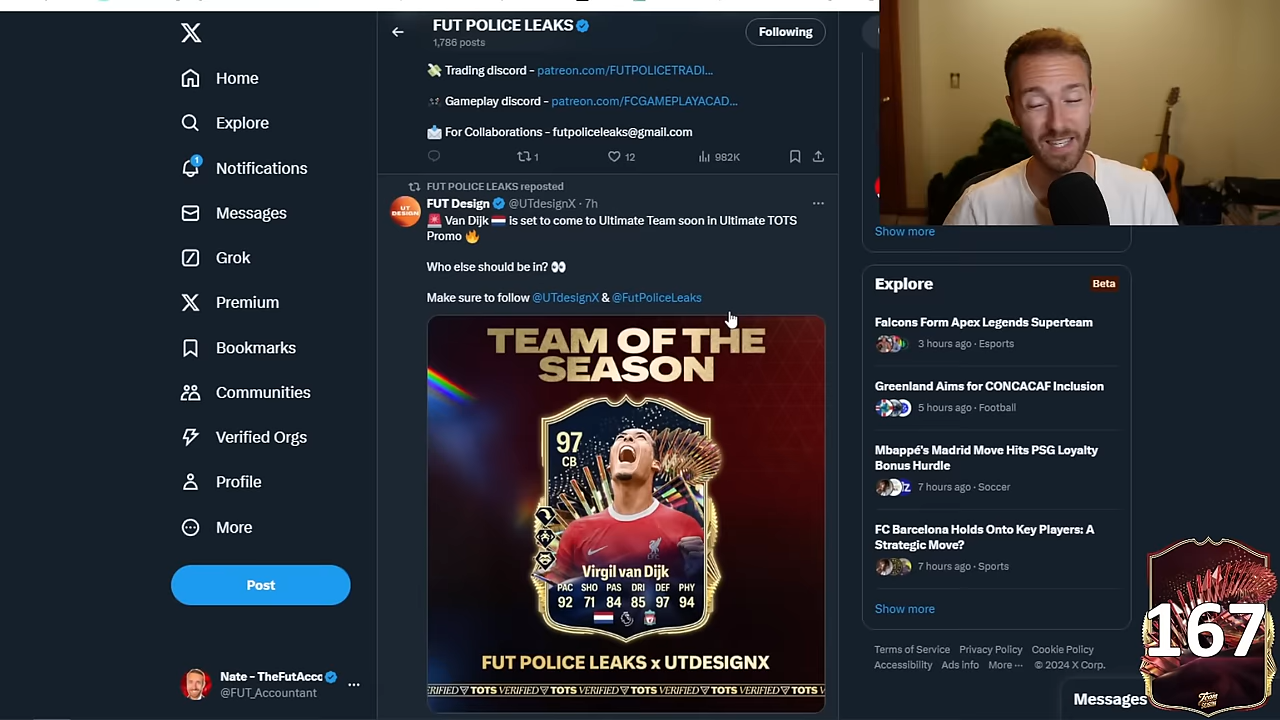 FUT POLICE LEAKS
1,786 posts
Following
Home
Explore
Notifications
1
Messages
Grok
Premium
Bookmarks
Communities
Verified Orgs
Profile
More
Post
Nate - TheFutAcc
@FUT_Accountant
💸 Trading discord - patreon.com/FUTPOLICETRADI...
🎮 Gameplay discord - patreon.com/FCGAMEPLAYACAD...
📩 For Collaborations - futpoliceleaks@gmail.com
1
12
982K
FUT POLICE LEAKS reposted
UT DESIGN
FUT Design @UTdesignX · 7h
🚨 Van Dijk 🇳🇱 is set to come to Ultimate Team soon in Ultimate TOTS
Promo 🔥
Who else should be in? 👀
Make sure to follow @UTdesignX & @FutPoliceLeaks
TEAM OF THE
SEASON
97
CB
Virgil van Dijk
PAC SHO PAS DRI DEF PHY
92 71 84 85 97 94
FUT POLICE LEAKS x UTDESIGNX
ERIFIED TOTS VERIFIED TOTS VERIFIED TOTS VERIFIED TOTS VERIFIED TOTS V
Show more
Explore
Beta
Falcons Form Apex Legends Superteam
3 hours ago · Esports
Greenland Aims for CONCACAF Inclusion
5 hours ago · Football
Mbappé's Madrid Move Hits PSG Loyalty
Bonus Hurdle
7 hours ago · Soccer
FC Barcelona Holds Onto Key Players: A
Strategic Move?
7 hours ago · Sports
Show more
Terms of Service Privacy Policy Cookie Policy
Accessibility Ads info More ··· © 2024 X Corp.
Messages
167